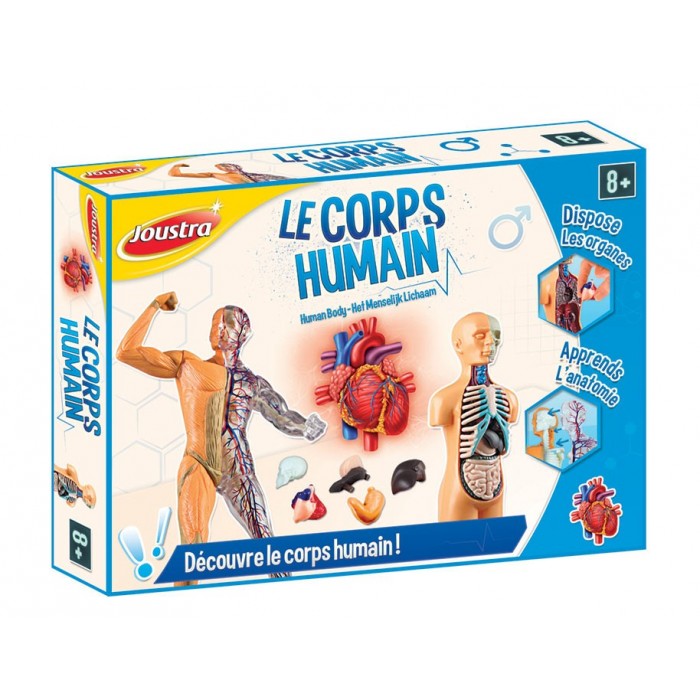 LE CORPS
HUMAIN
8+
Joustra
8+
LE CORPS
HUMAIN
Human Body - Het Menselijk Lichaam
Dispose
Les organes
Apprends
L'anatomie
Découvre le corps humain !
Joustra
LE CORPS
HUMAIN
8+